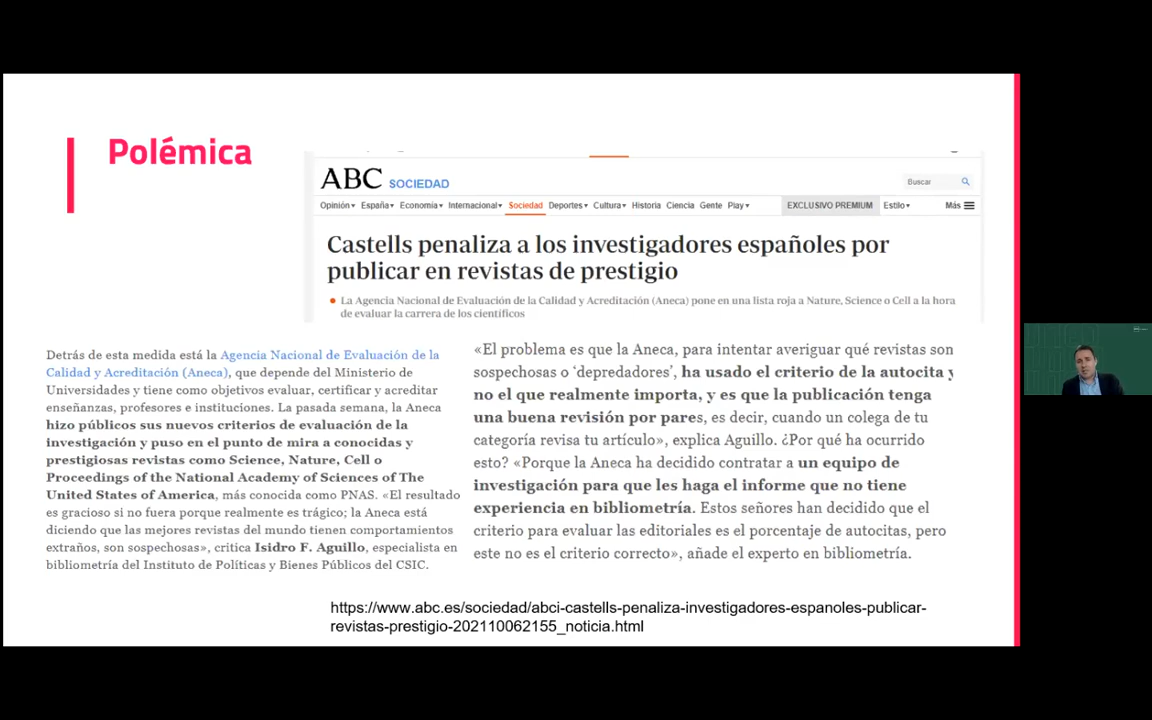 Polémica
ABC SOCIEDAD
Buscar
Opinión España Economía Internacional Sociedad Deportes Cultura Historia Ciencia Gente Play EXCLUSIVO PREMIUM Estilo Más
Castells penaliza a los investigadores españoles por
publicar en revistas de prestigio
La Agencia Nacional de Evaluación de la Calidad y Acreditación (Aneca) pone en una lista roja a Nature, Science o Cell a la hora
de evaluar la carrera de los científicos
Detrás de esta medida está la Agencia Nacional de Evaluación de la
Calidad y Acreditación (Aneca), que depende del Ministerio de
Universidades y tiene como objetivos evaluar, certificar y acreditar
enseñanzas, profesores e instituciones. La pasada semana, la Aneca
hizo públicos sus nuevos criterios de evaluación de la
investigación y puso en el punto de mira a conocidas y
prestigiosas revistas como Science, Nature, Cell o
Proceedings of the National Academy of Sciences of The
United States of America, más conocida como PNAS. «El resultado
es gracioso si no fuera porque realmente es trágico; la Aneca está
diciendo que las mejores revistas del mundo tienen comportamientos
extraños, son sospechosas», critica Isidro F. Aguillo, especialista en
bibliometría del Instituto de Políticas y Bienes Públicos del CSIC.
«El problema es que la Aneca, para intentar averiguar qué revistas son
sospechosas o ‘depredadores’, ha usado el criterio de la autocita y
no el que realmente importa, y es que la publicación tenga
una buena revisión por pares, es decir, cuando un colega de tu
categoría revisa tu artículo», explica Aguillo. ¿Por qué ha ocurrido
esto? «Porque la Aneca ha decidido contratar a un equipo de
investigación para que les haga el informe que no tiene
experiencia en bibliometría. Estos señores han decidido que el
criterio para evaluar las editoriales es el porcentaje de autocitas, pero
este no es el criterio correcto», añade el experto en bibliometría.
https://www.abc.es/sociedad/abci-castells-penaliza-investigadores-espanoles-publicar-
revistas-prestigio-202110062155_noticia.html